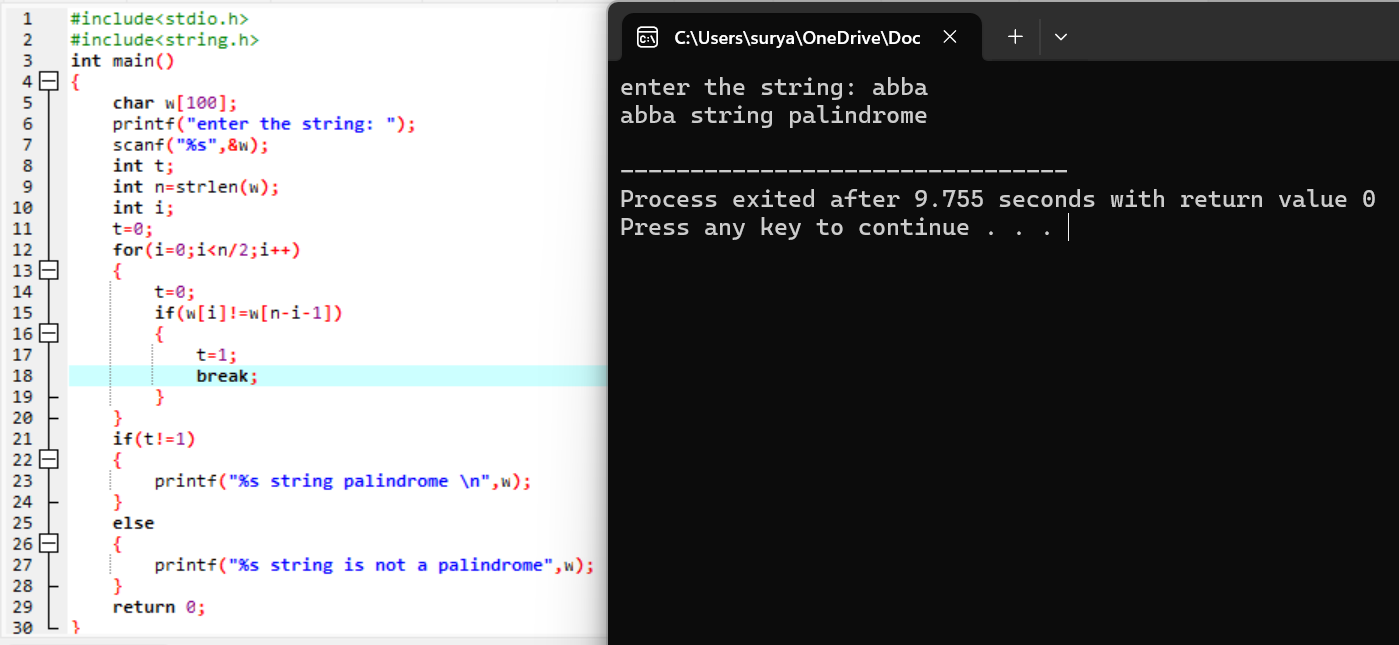 1 #include<stdio.h>
2 #include<string.h>
3 int main()
4 {
5 char w[100];
6 printf("enter the string: ");
7 scanf("%s",&w);
8 int t;
9 int n=strlen(w);
10 int i;
11 t=0;
12 for(i=0;i<n/2;i++)
13 {
14 t=0;
15 if(w[i]!=w[n-i-1])
16 {
17 t=1;
18 break;
19 }
20 }
21 if(t!=1)
22 {
23 printf("%s string palindrome \n",w);
24 }
25 else
26 {
27 printf("%s string is not a palindrome",w);
28 }
29 return 0;
30 }
C:\Users\surya\OneDrive\Doc
enter the string: abba
abba string palindrome
--------------------------------
Process exited after 9.755 seconds with return value 0
Press any key to continue . . .